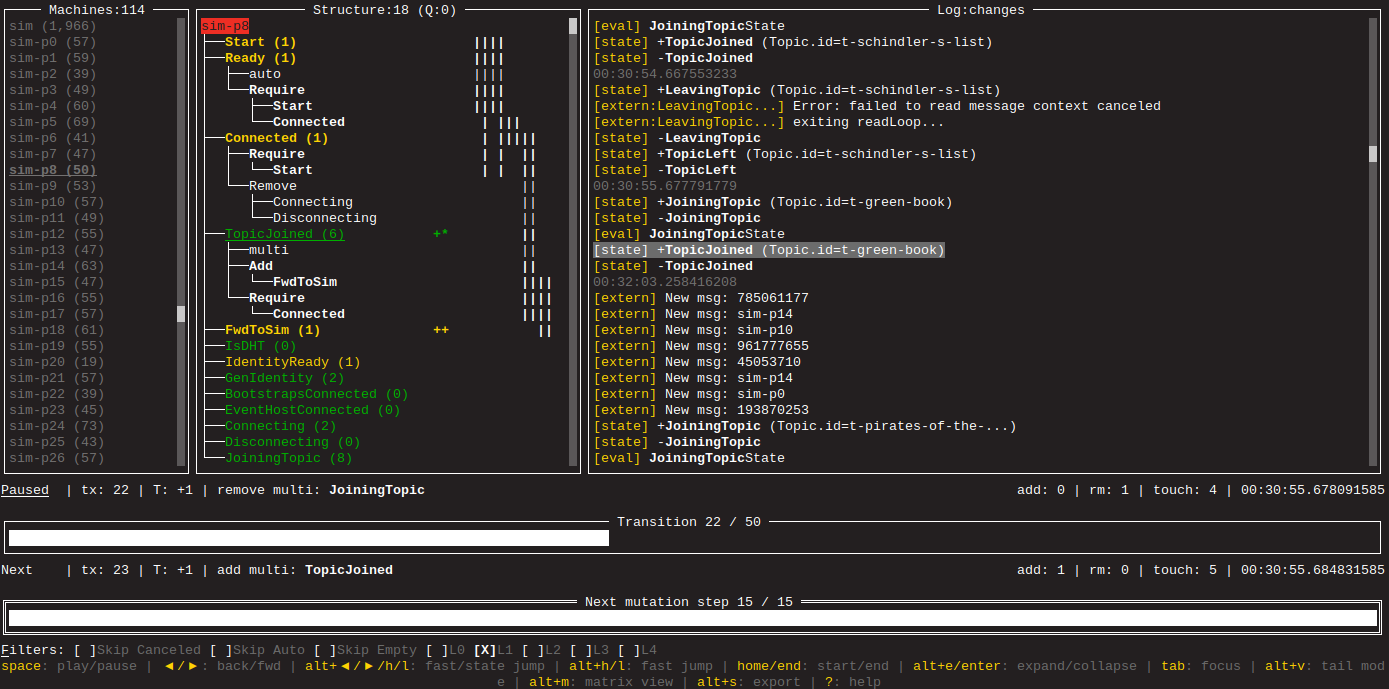 Machines:114
sim (1,966)
sim-p0 (57)
sim-p1 (59)
sim-p2 (39)
sim-p3 (49)
sim-p4 (60)
sim-p5 (69)
sim-p6 (41)
sim-p7 (47)
sim-p8 (50)
sim-p9 (53)
sim-p10 (57)
sim-p11 (49)
sim-p12 (55)
sim-p13 (47)
sim-p14 (63)
sim-p15 (47)
sim-p16 (55)
sim-p17 (57)
sim-p18 (61)
sim-p19 (55)
sim-p20 (19)
sim-p21 (57)
sim-p22 (39)
sim-p23 (45)
sim-p24 (73)
sim-p25 (43)
sim-p26 (57)
Structure:18 (Q:0)
sim-p8
Start (1) ||||
Ready (1) ||||
auto ||||
Require ||||
Start ||||
Connected | |||
Connected (1) | |||||
Require | | ||
Start | | ||
Remove ||
Connecting ||
Disconnecting ||
TopicJoined (6) +* ||
multi ||
Add ||
FwdToSim ||||
Require ||||
Connected ||||
FwdToSim (1) ++ ||
IsDHT (0)
IdentityReady (1)
GenIdentity (2)
BootstrapsConnected (0)
EventHostConnected (0)
Connecting (2)
Disconnecting (0)
JoiningTopic (8)
Log:changes
[eval] JoiningTopicState
[state] +TopicJoined (Topic.id=t-schindler-s-list)
[state] -TopicJoined
00:30:54.667553233
[state] +LeavingTopic (Topic.id=t-schindler-s-list)
[extern:LeavingTopic...] Error: failed to read message context canceled
[extern:LeavingTopic...] exiting readLoop...
[state] -LeavingTopic
[state] +TopicLeft (Topic.id=t-schindler-s-list)
[state] -TopicLeft
00:30:55.677791779
[state] +JoiningTopic (Topic.id=t-green-book)
[state] -JoiningTopic
[eval] JoiningTopicState
[state] +TopicJoined (Topic.id=t-green-book)
[state] -TopicJoined
00:32:03.258416208
[extern] New msg: 785061177
[extern] New msg: sim-p14
[extern] New msg: sim-p10
[extern] New msg: 961777655
[extern] New msg: 45053710
[extern] New msg: sim-p14
[extern] New msg: sim-p0
[extern] New msg: 193870253
[state] +JoiningTopic (Topic.id=t-pirates-of-the-...)
[state] -JoiningTopic
[eval] JoiningTopicState
Paused | tx: 22 | T: +1 | remove multi: JoiningTopic add: 0 | rm: 1 | touch: 4 | 00:30:55.678091585
Transition 22 / 50
Next | tx: 23 | T: +1 | add multi: TopicJoined add: 1 | rm: 0 | touch: 5 | 00:30:55.684831585
Next mutation step 15 / 15
Filters: [ ]Skip Canceled [ ]Skip Auto [ ]Skip Empty [ ]L0 [X]L1 [ ]L2 [ ]L3 [ ]L4
space: play/pause | ◄/►: back/fwd | alt+◄/►/h/l: fast/state jump | alt+h/l: fast jump | home/end: start/end | alt+e/enter: expand/collapse | tab: focus | alt+v: tail mod
e | alt+m: matrix view | alt+s: export | ?: help